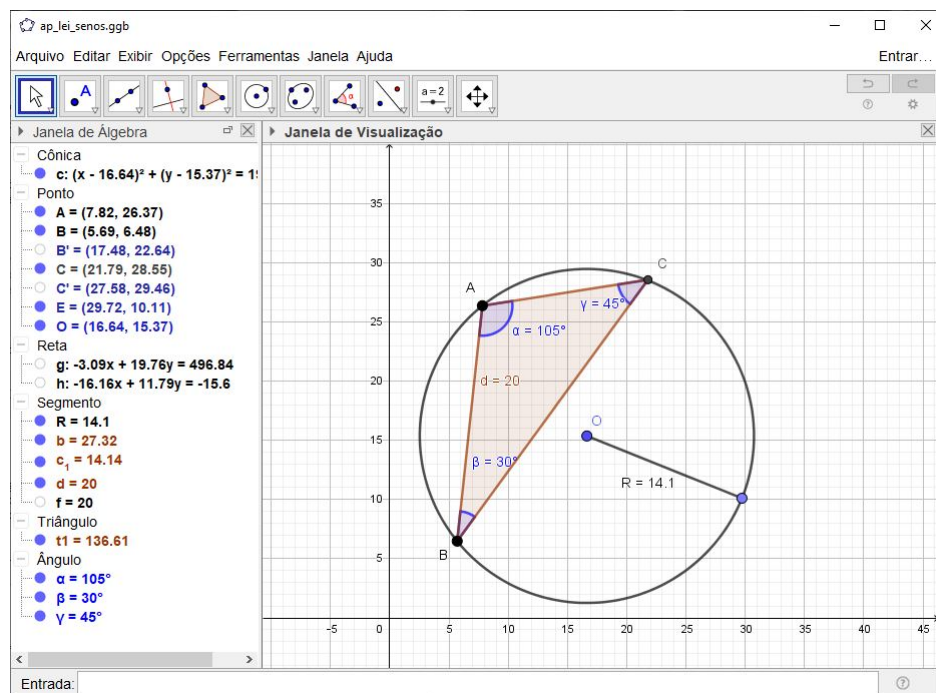 ap_lei_senos.ggb
Arquivo Editar Exibir Opções Ferramentas Janela Ajuda
Entrar...
A
a=2
Janela de Álgebra
Cônica
c: (x - 16.64)² + (y - 15.37)² = 19
Ponto
A = (7.82, 26.37)
B = (5.69, 6.48)
B' = (17.48, 22.64)
C = (21.79, 28.55)
C' = (27.58, 29.46)
E = (29.72, 10.11)
O = (16.64, 15.37)
Reta
g: -3.09x + 19.76y = 496.84
h: -16.16x + 11.79y = -15.6
Segmento
R = 14.1
b = 27.32
c₁ = 14.14
d = 20
f = 20
Triângulo
t1 = 136.61
Ângulo
α = 105°
β = 30°
γ = 45°
Janela de Visualização
35
30
25
20
15
10
5
-5
0
5
10
15
20
25
30
35
40
45
A
C
γ = 45°
α = 105°
d = 20
O
β = 30°
R = 14.1
B
Entrada: